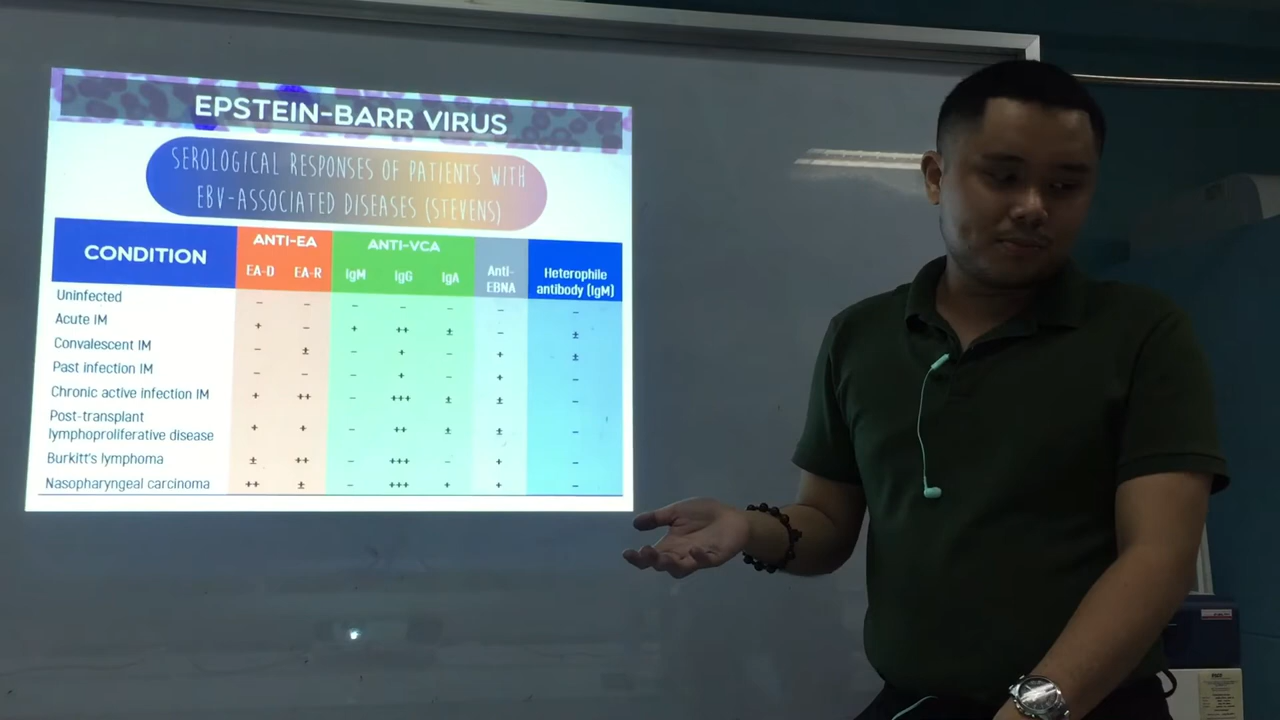 EPSTEIN-BARR VIRUS
SEROLOGICAL RESPONSES OF PATIENTS WITH
EBV-ASSOCIATED DISEASES (STEVENS)
CONDITION ANTI-EA ANTI-VCA
EA-D EA-R IgM IgG IgA Anti-EBNA Heterophile antibody (IgM)
Uninfected – – – – – – –
Acute IM + – + ++ ± – ±
Convalescent IM – ± – + – + ±
Past infection IM – – – + – + –
Chronic active infection IM + ++ – +++ ± ± –
Post-transplant
lymphoproliferative disease + + – ++ ± ± –
Burkitt's lymphoma ± ++ – +++ – + –
Nasopharyngeal carcinoma ++ ± – +++ + + –